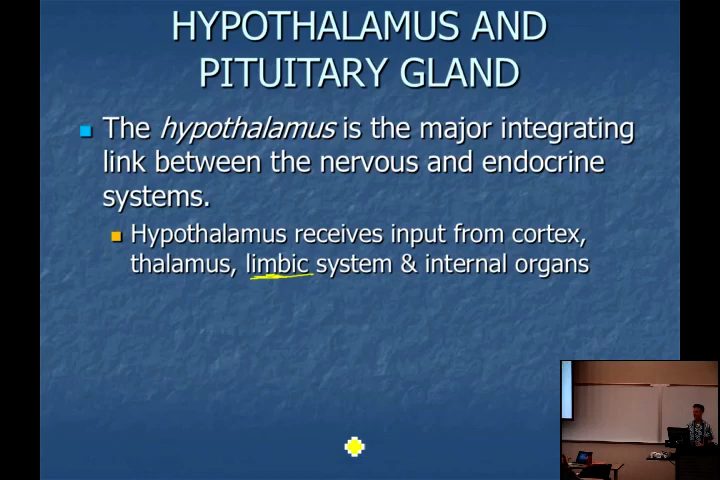 HYPOTHALAMUS AND
PITUITARY GLAND
The hypothalamus is the major integrating
link between the nervous and endocrine
systems.
Hypothalamus receives input from cortex,
thalamus, limbic system & internal organs